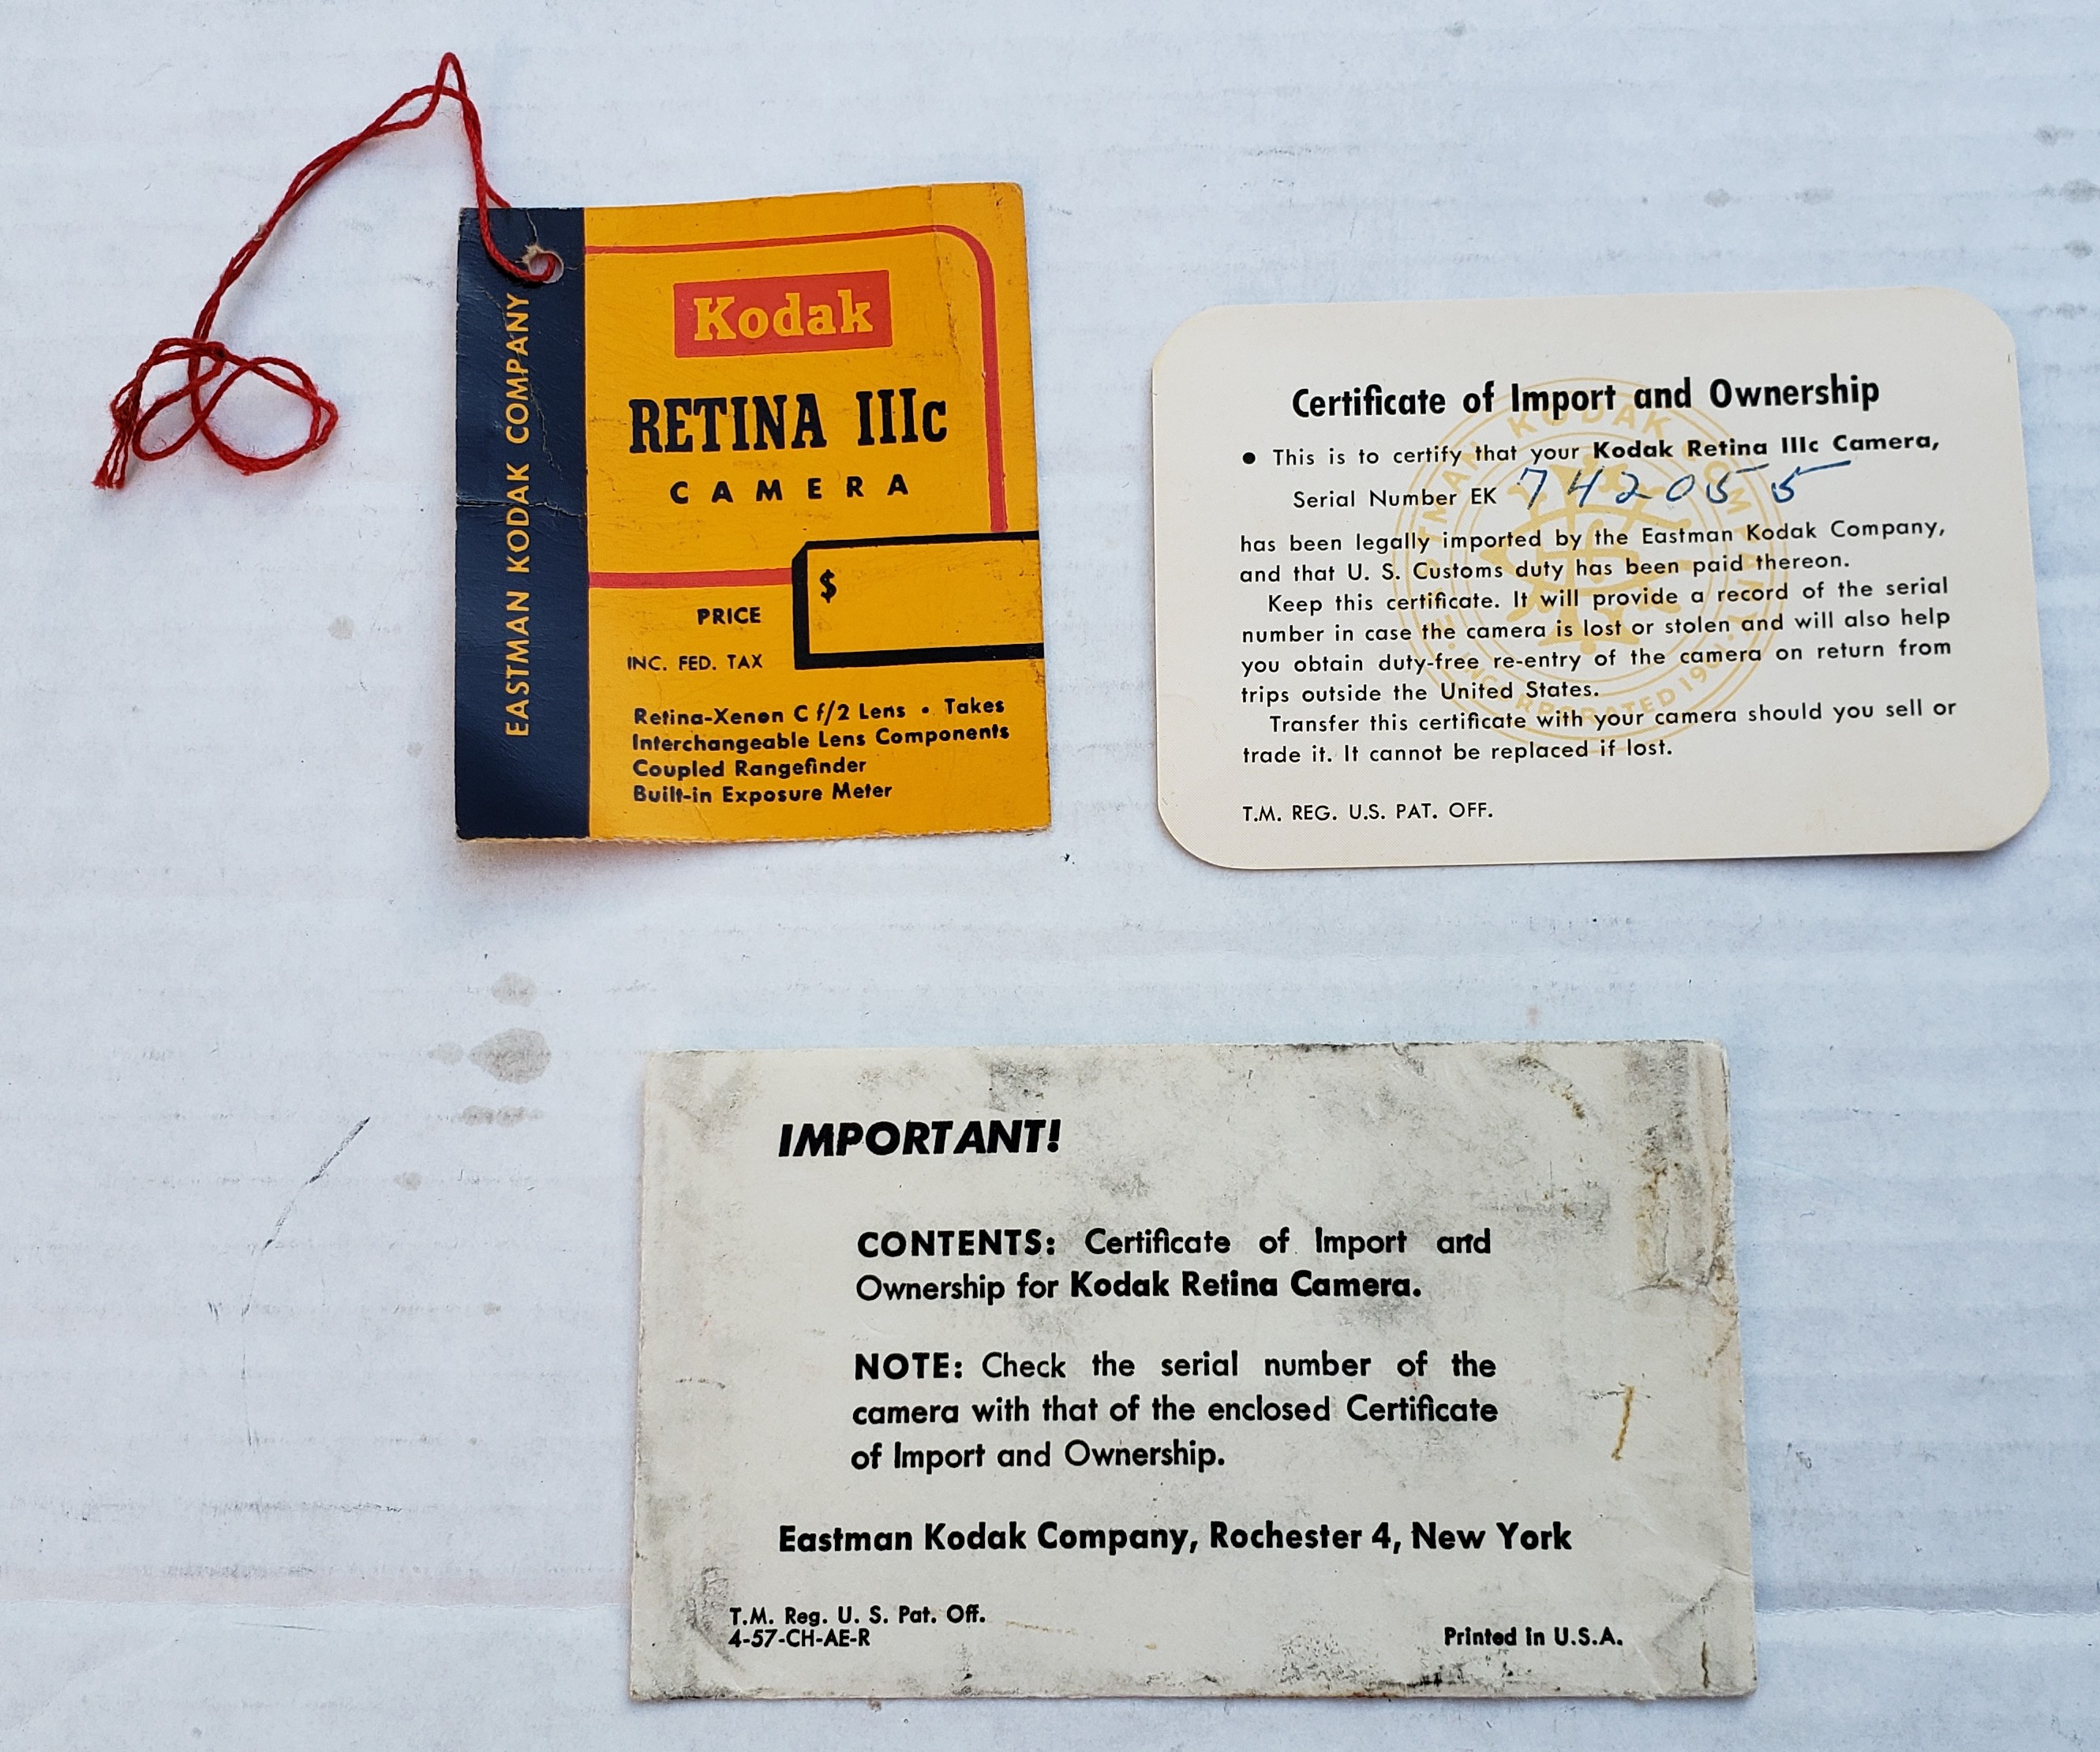 EASTMAN KODAK COMPANY
Kodak
RETINA IIIc
CAMERA
$
PRICE
INC. FED. TAX
Retina-Xenon C f/2 Lens • Takes
Interchangeable Lens Components
Coupled Rangefinder
Built-in Exposure Meter
Certificate of Import and Ownership
• This is to certify that your Kodak Retina IIIc Camera,
Serial Number EK 742055
has been legally imported by the Eastman Kodak Company,
and that U. S. Customs duty has been paid thereon.
Keep this certificate. It will provide a record of the serial
number in case the camera is lost or stolen and will also help
you obtain duty-free re-entry of the camera on return from
trips outside the United States.
Transfer this certificate with your camera should you sell or
trade it. It cannot be replaced if lost.
T.M. REG. U.S. PAT. OFF.
IMPORTANT!
CONTENTS: Certificate of Import and
Ownership for Kodak Retina Camera.
NOTE: Check the serial number of the
camera with that of the enclosed Certificate
of Import and Ownership.
Eastman Kodak Company, Rochester 4, New York
T.M. Reg. U. S. Pat. Off.
4-57-CH-AE-R
Printed in U.S.A.